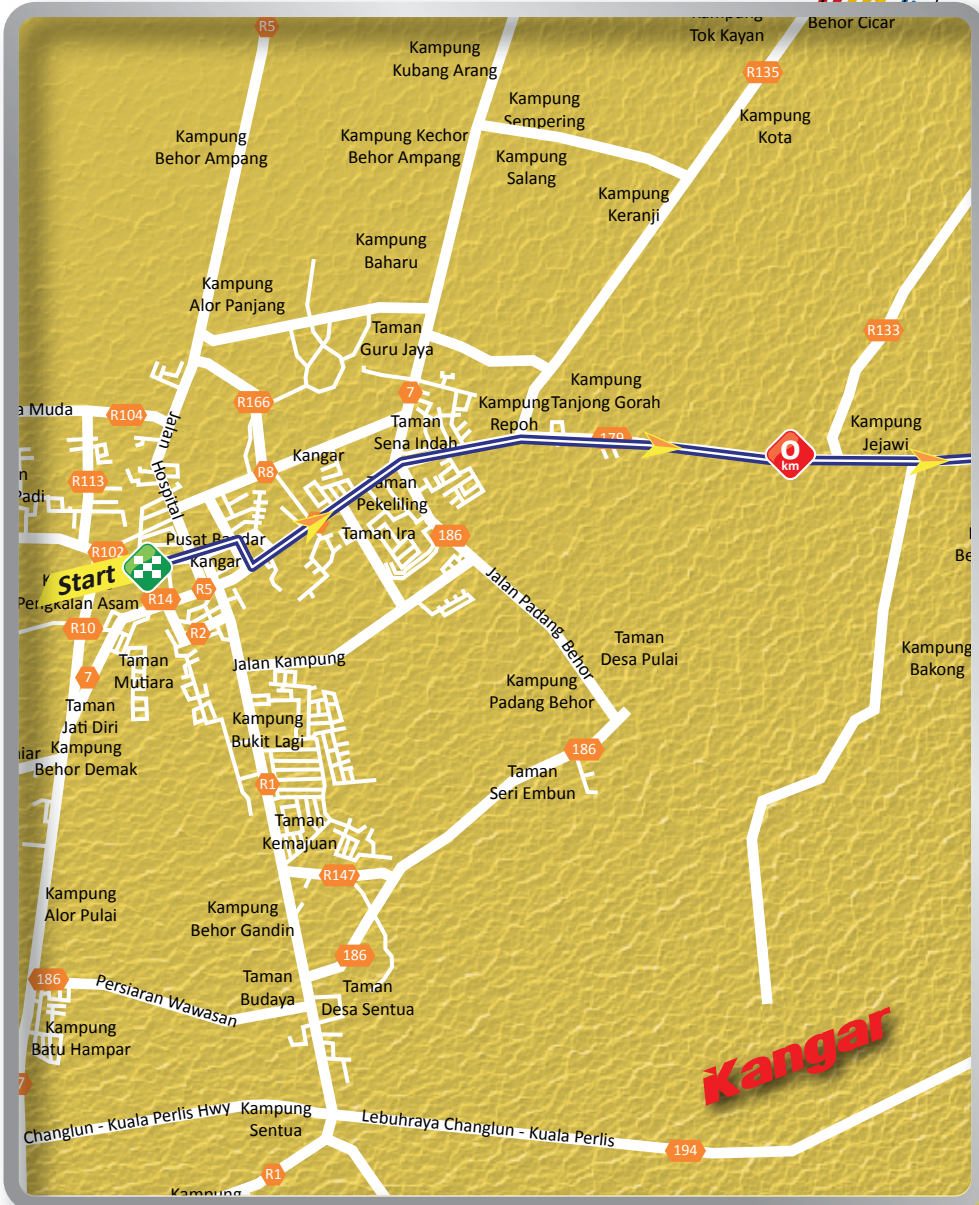 R5
Tok Kayan
Behor Cicar
Kampung
Kubang Arang
R135
Kampung
Sempering
Kampung
Kota
Kampung
Behor Ampang
Kampung Kechor
Behor Ampang
Kampung
Salang
Kampung
Keranji
Kampung
Baharu
Kampung
Alor Panjang
Taman
Guru Jaya
R133
7
Kampung
Tanjong Gorah
R166
a Muda
R104
Jalan
Hospital
Kampung
Repoh
Taman
Sena Indah
179
Kampung
Jejawi
0
km
Kangar
R8
R113
Padi
Taman
Pekeliling
Taman Ira
186
Pusat Bandar
Kangar
R102
Start
R5
R14
Pengkalan Asam
R10
R2
Jalan Padang Behor
Taman
Desa Pulai
Kampung
Bakong
Jalan Kampung
Taman
Mutiara
7
Kampung
Padang Behor
Taman
Jati Diri
Kampung
Bukit Lagi
Kampung
Behor Demak
186
R1
Taman
Seri Embun
Taman
Kemajuan
R147
Kampung
Alor Pulai
Kampung
Behor Gandin
186
186
Persiaran Wawasan
Taman
Budaya
Taman
Desa Sentua
Kampung
Batu Hampar
Kangar
7
Changlun - Kuala Perlis Hwy
Kampung
Sentua
Lebuhraya Changlun - Kuala Perlis
194
R1
Kampung